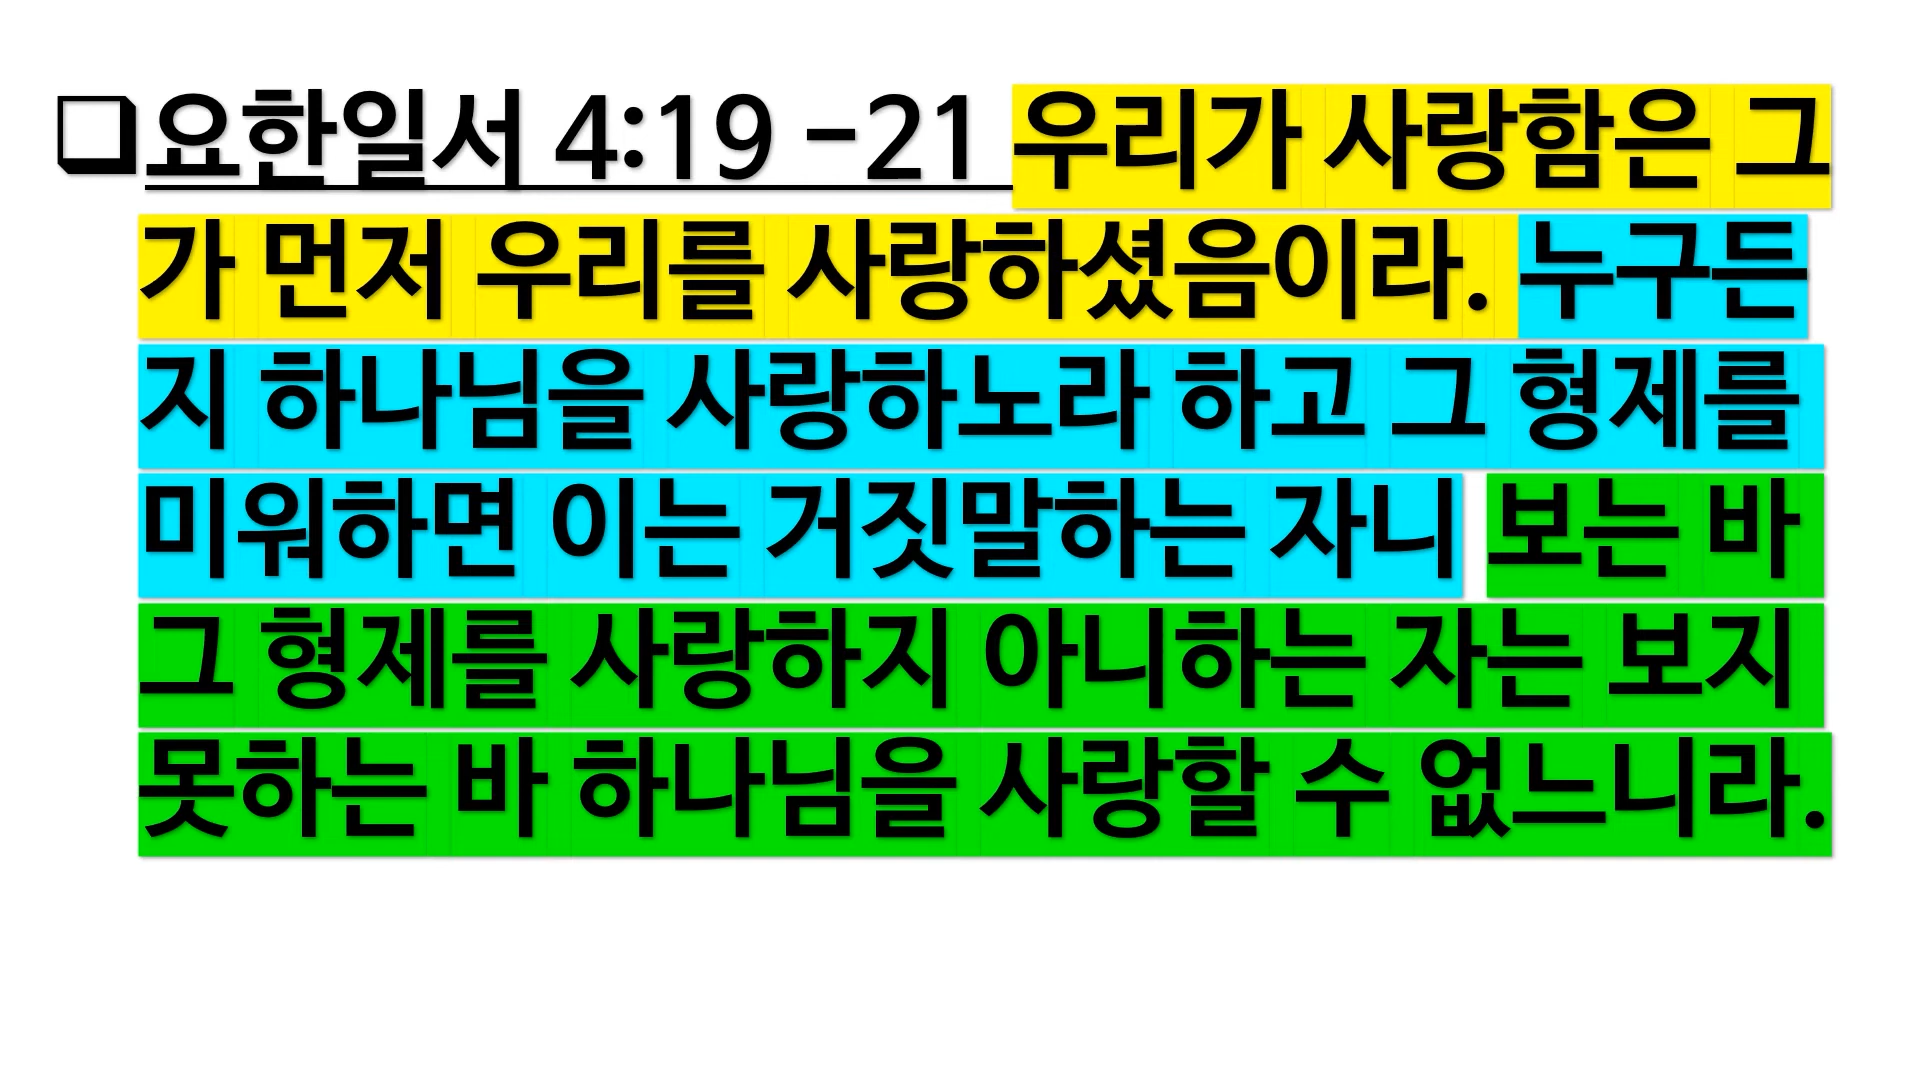 ❑요한일서 4:19 -21 우리가 사랑함은 그
가 먼저 우리를 사랑하셨음이라. 누구든
지 하나님을 사랑하노라 하고 그 형제를
미워하면 이는 거짓말하는 자니 보는 바
그 형제를 사랑하지 아니하는 자는 보지
못하는 바 하나님을 사랑할 수 없느니라.